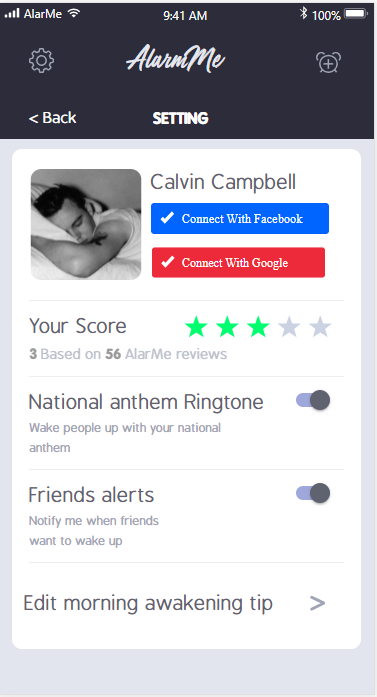 AlarMe 9:41 AM 100%
AlarmMe
< Back SETTING
Calvin Campbell
Connect With Facebook
Connect With Google
Your Score
3 Based on 56 AlarMe reviews
National anthem Ringtone
Wake people up with your national
anthem
Friends alerts
Notify me when friends
want to wake up
Edit morning awakening tip >